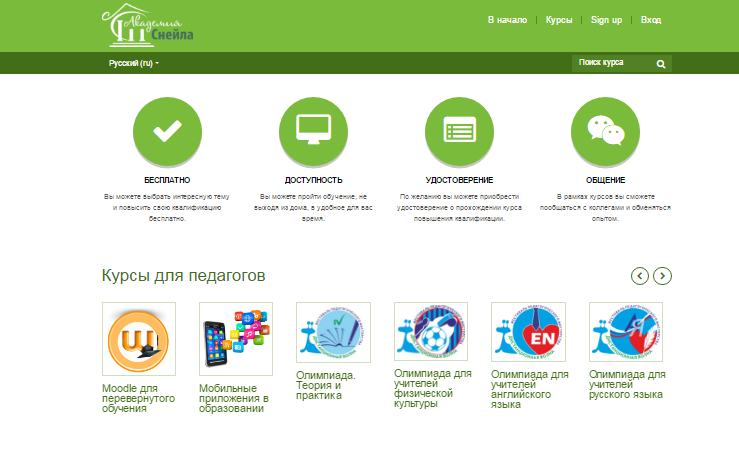 Академия
Снейла
В начало
Курсы
Sign up
Вход
Русский (ru)
Поиск курса
БЕСПЛАТНО
Вы можете выбрать интересную тему
и повысить свою квалификацию
бесплатно.
ДОСТУПНОСТЬ
Вы можете пройти обучение, не
выходя из дома, в удобное для вас
время.
УДОСТОВЕРЕНИЕ
По желанию вы можете приобрести
удостоверение о прохождении курса
повышения квалификации.
ОБЩЕНИЕ
В рамках курсов вы сможете
пообщаться с коллегами и обменяться
опытом.
Курсы для педагогов
Moodle для
перевернутого
обучения
Мобильные
приложения в
образовании
IV
Олимпиада.
Теория и
практика
Олимпиада для
учителей
физической
культуры
EN
Олимпиада для
учителей
английского
языка
Олимпиада для
учителей
русского языка